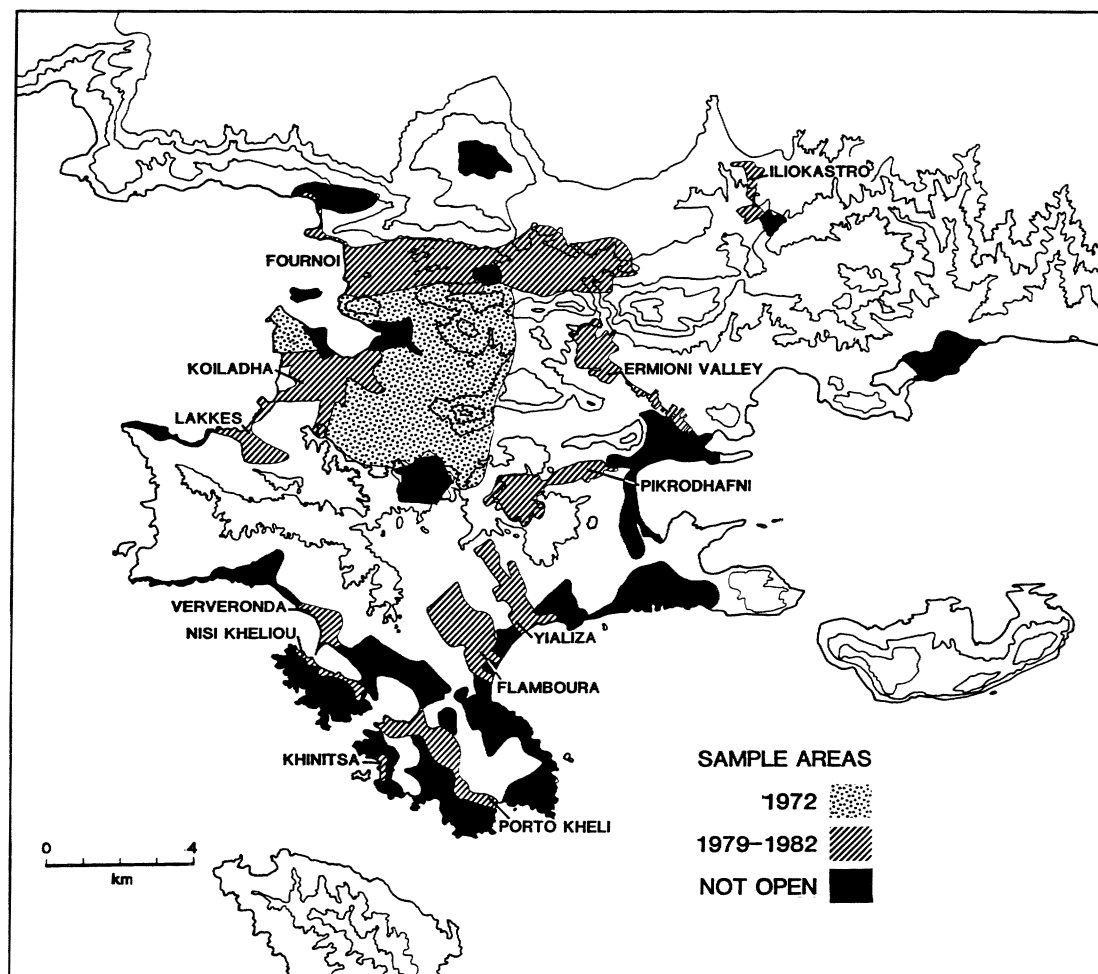 ILIOKASTRO
FOURNOI
KOILADHA
ERMIONI VALLEY
LAKKES
PIKRODHAFNI
VERVERONDA
NISI KHELIOU
YIALIZA
FLAMBOURA
KHINITSA
PORTO KHELI
SAMPLE AREAS
1972
1979-1982
NOT OPEN
0 4
km